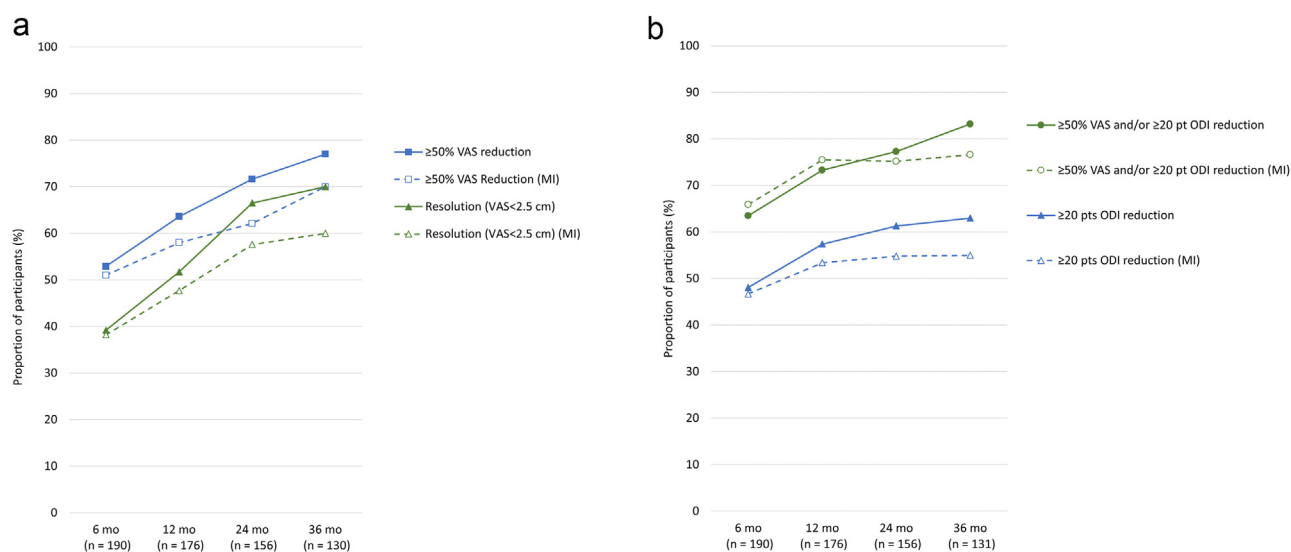 a
100
90
80
70
60
50
40
30
20
10
0
Proportion of participants (%)
6 mo
(n = 190)
12 mo
(n = 176)
24 mo
(n = 156)
36 mo
(n = 130)
≥50% VAS reduction
≥50% VAS Reduction (MI)
Resolution (VAS<2.5 cm)
Resolution (VAS<2.5 cm) (MI)
b
100
90
80
70
60
50
40
30
20
10
0
Proportion of participants (%)
6 mo
(n = 190)
12 mo
(n = 176)
24 mo
(n = 156)
36 mo
(n = 131)
≥50% VAS and/or ≥20 pt ODI reduction
≥50% VAS and/or ≥20 pt ODI reduction (MI)
≥20 pts ODI reduction
≥20 pts ODI reduction (MI)